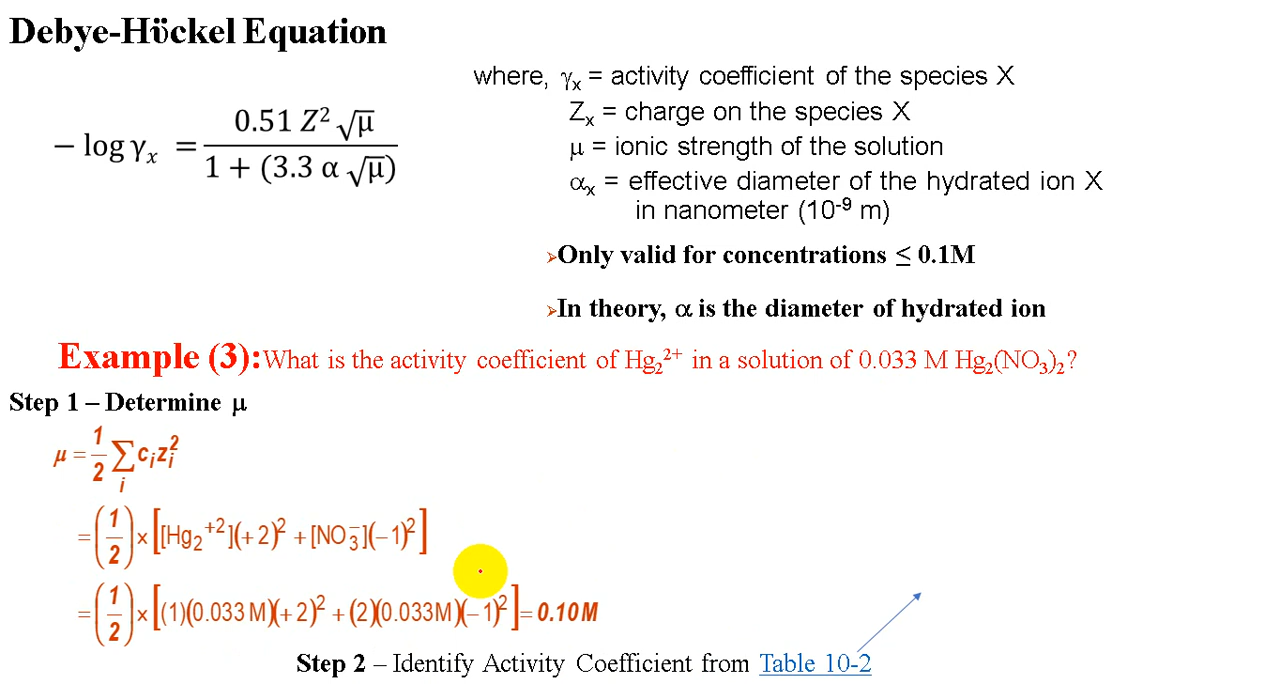 Debye-Hϋckel Equation
− log γₓ = 0.51 Z² √μ / 1 + (3.3 α √μ)
where, γₓ = activity coefficient of the species X
Zₓ = charge on the species X
μ = ionic strength of the solution
αₓ = effective diameter of the hydrated ion X
in nanometer (10⁻⁹ m)
➢Only valid for concentrations ≤ 0.1M
➢In theory, α is the diameter of hydrated ion
Example (3):What is the activity coefficient of Hg₂²⁺ in a solution of 0.033 M Hg₂(NO₃)₂?
Step 1 – Determine μ
μ = 1/2 ∑ᵢ cᵢzᵢ²
= (1/2) x [[Hg₂⁺²](+2)² + [NO₃⁻](−1)²]
= (1/2) x [(1)(0.033 M)(+2)² + (2)(0.033M)(−1)²] = 0.10 M
Step 2 – Identify Activity Coefficient from Table 10-2